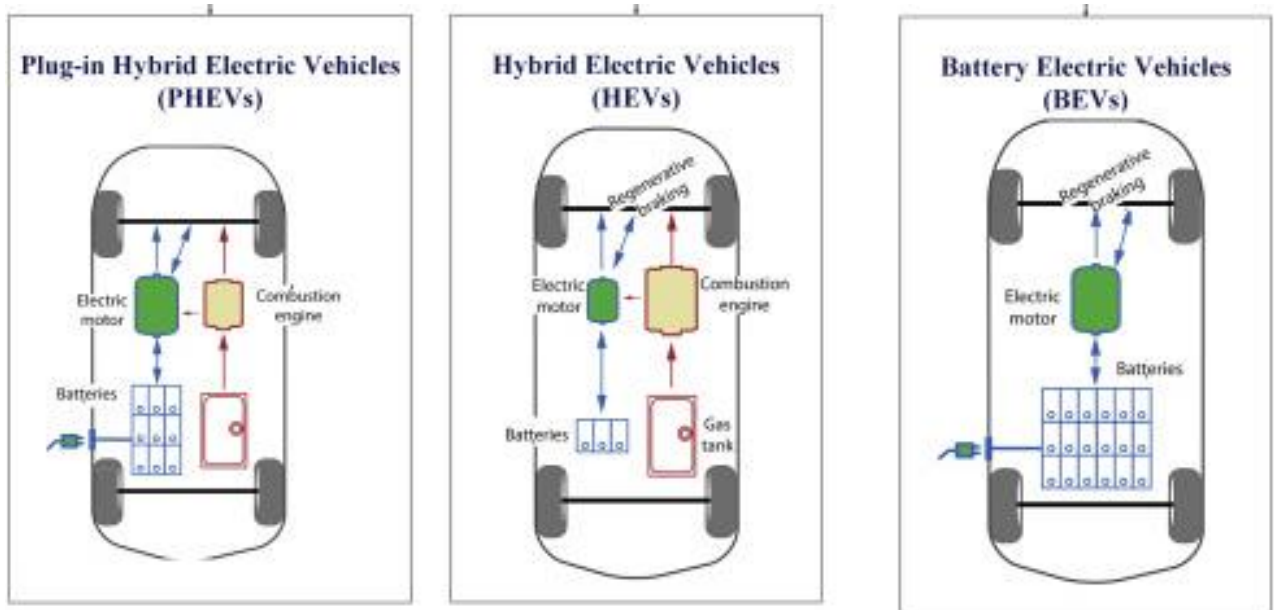 Plug-in Hybrid Electric Vehicles
(PHEVs)
Electric
motor
Combustion
engine
Batteries
Hybrid Electric Vehicles
(HEVs)
Regenerative
braking
Electric
motor
Combustion
engine
Batteries
Gas
tank
Battery Electric Vehicles
(BEVs)
Regenerative
braking
Electric
motor
Batteries